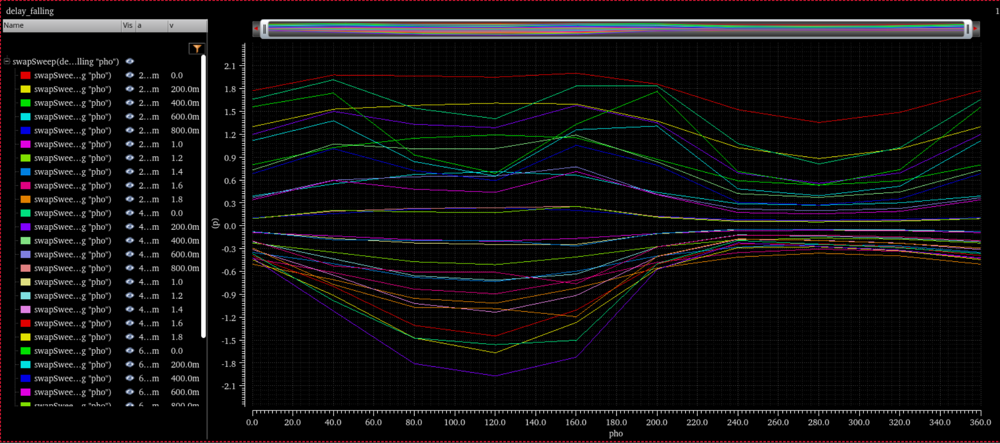 delay_falling
1
Name Vis a v
swapSweep(de...lling "pho")
swapSwee...g "pho") 2...m 0.0
swapSwee...g "pho") 2...m 200.0m
swapSwee...g "pho") 2...m 400.0m
swapSwee...g "pho") 2...m 600.0m
swapSwee...g "pho") 2...m 800.0m
swapSwee...g "pho") 2...m 1.0
swapSwee...g "pho") 2...m 1.2
swapSwee...g "pho") 2...m 1.4
swapSwee...g "pho") 2...m 1.6
swapSwee...g "pho") 2...m 1.8
swapSwee...g "pho") 4...m 0.0
swapSwee...g "pho") 4...m 200.0m
swapSwee...g "pho") 4...m 400.0m
swapSwee...g "pho") 4...m 600.0m
swapSwee...g "pho") 4...m 800.0m
swapSwee...g "pho") 4...m 1.0
swapSwee...g "pho") 4...m 1.2
swapSwee...g "pho") 4...m 1.4
swapSwee...g "pho") 4...m 1.6
swapSwee...g "pho") 4...m 1.8
swapSwee...g "pho") 6...m 0.0
swapSwee...g "pho") 6...m 200.0m
swapSwee...g "pho") 6...m 400.0m
swapSwee...g "pho") 6...m 600.0m
swapSwee...g "pho") 6...m 800.0m
2.1
1.8
1.5
1.2
0.9
0.6
0.3
0.0
-0.3
-0.6
-0.9
-1.2
-1.5
-1.8
-2.1
(p)
0.0 20.0 40.0 60.0 80.0 100.0 120.0 140.0 160.0 180.0 200.0 220.0 240.0 260.0 280.0 300.0 320.0 340.0 360.0
pho